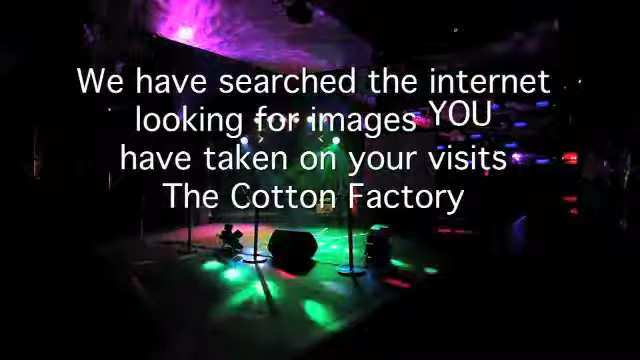 We have searched the internet
looking for images YOU
have taken on your visits
The Cotton Factory